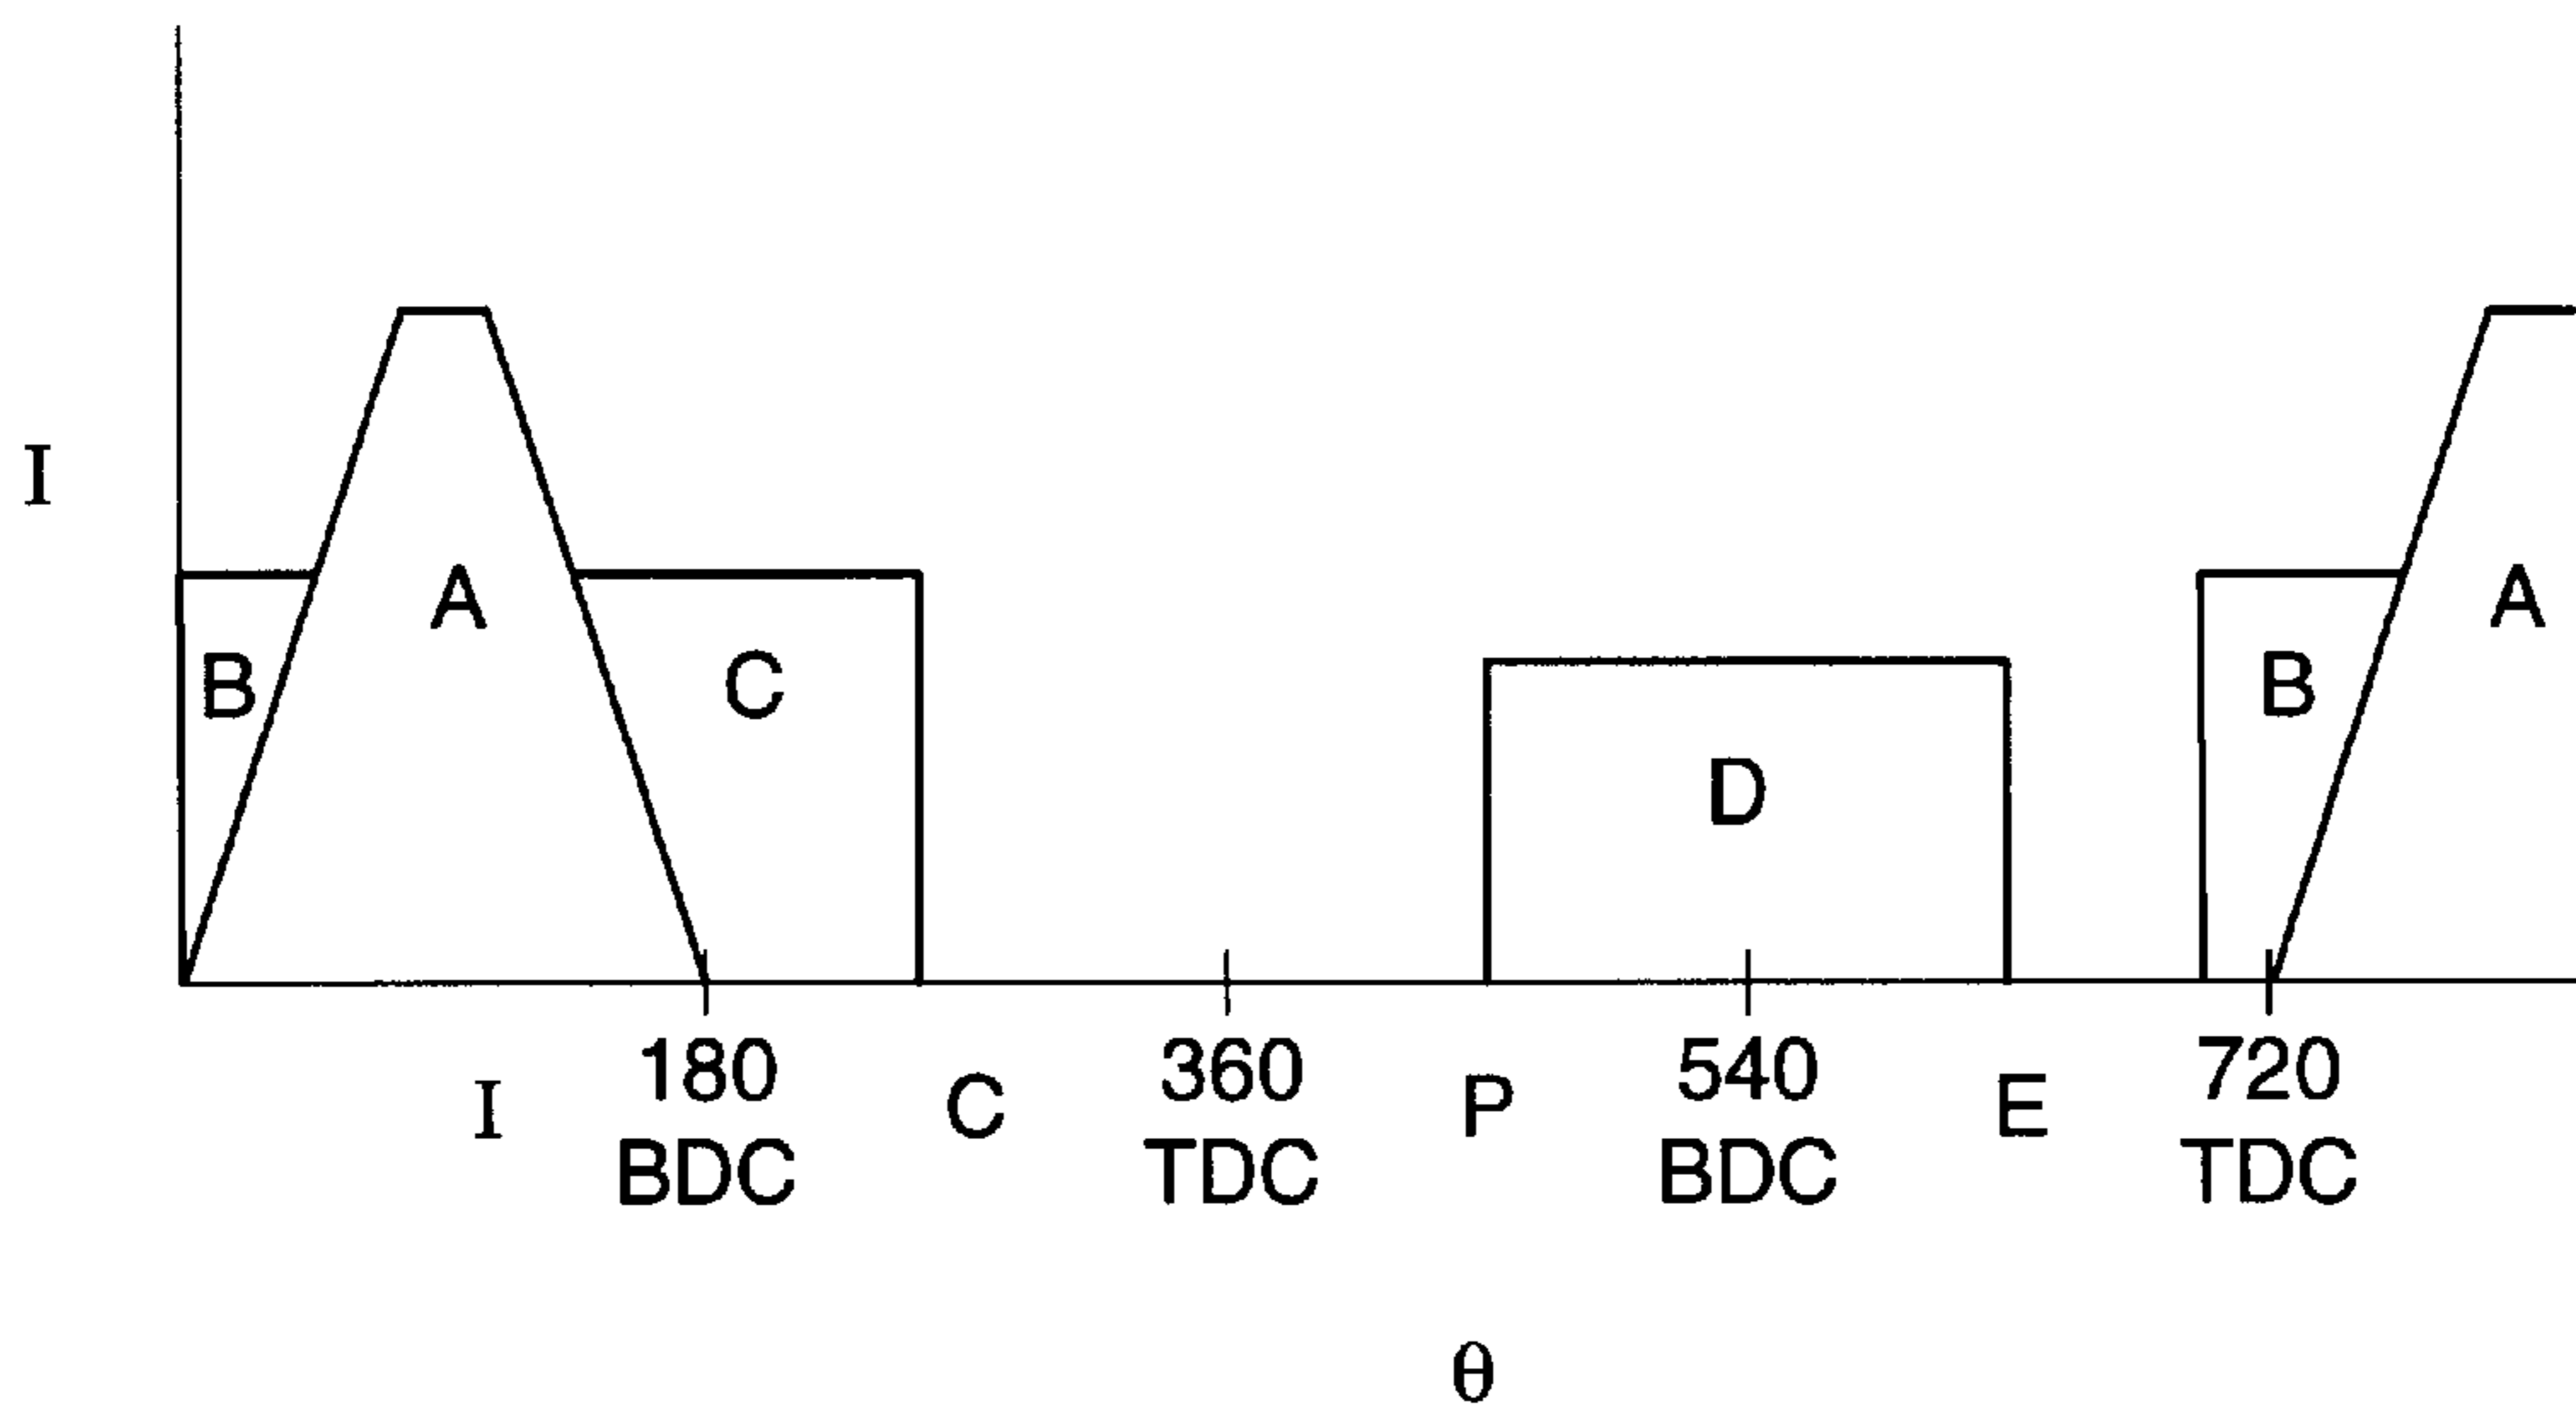 I
B A C D B A
180 360 540 720
I C P E
BDC TDC BDC TDC
θ